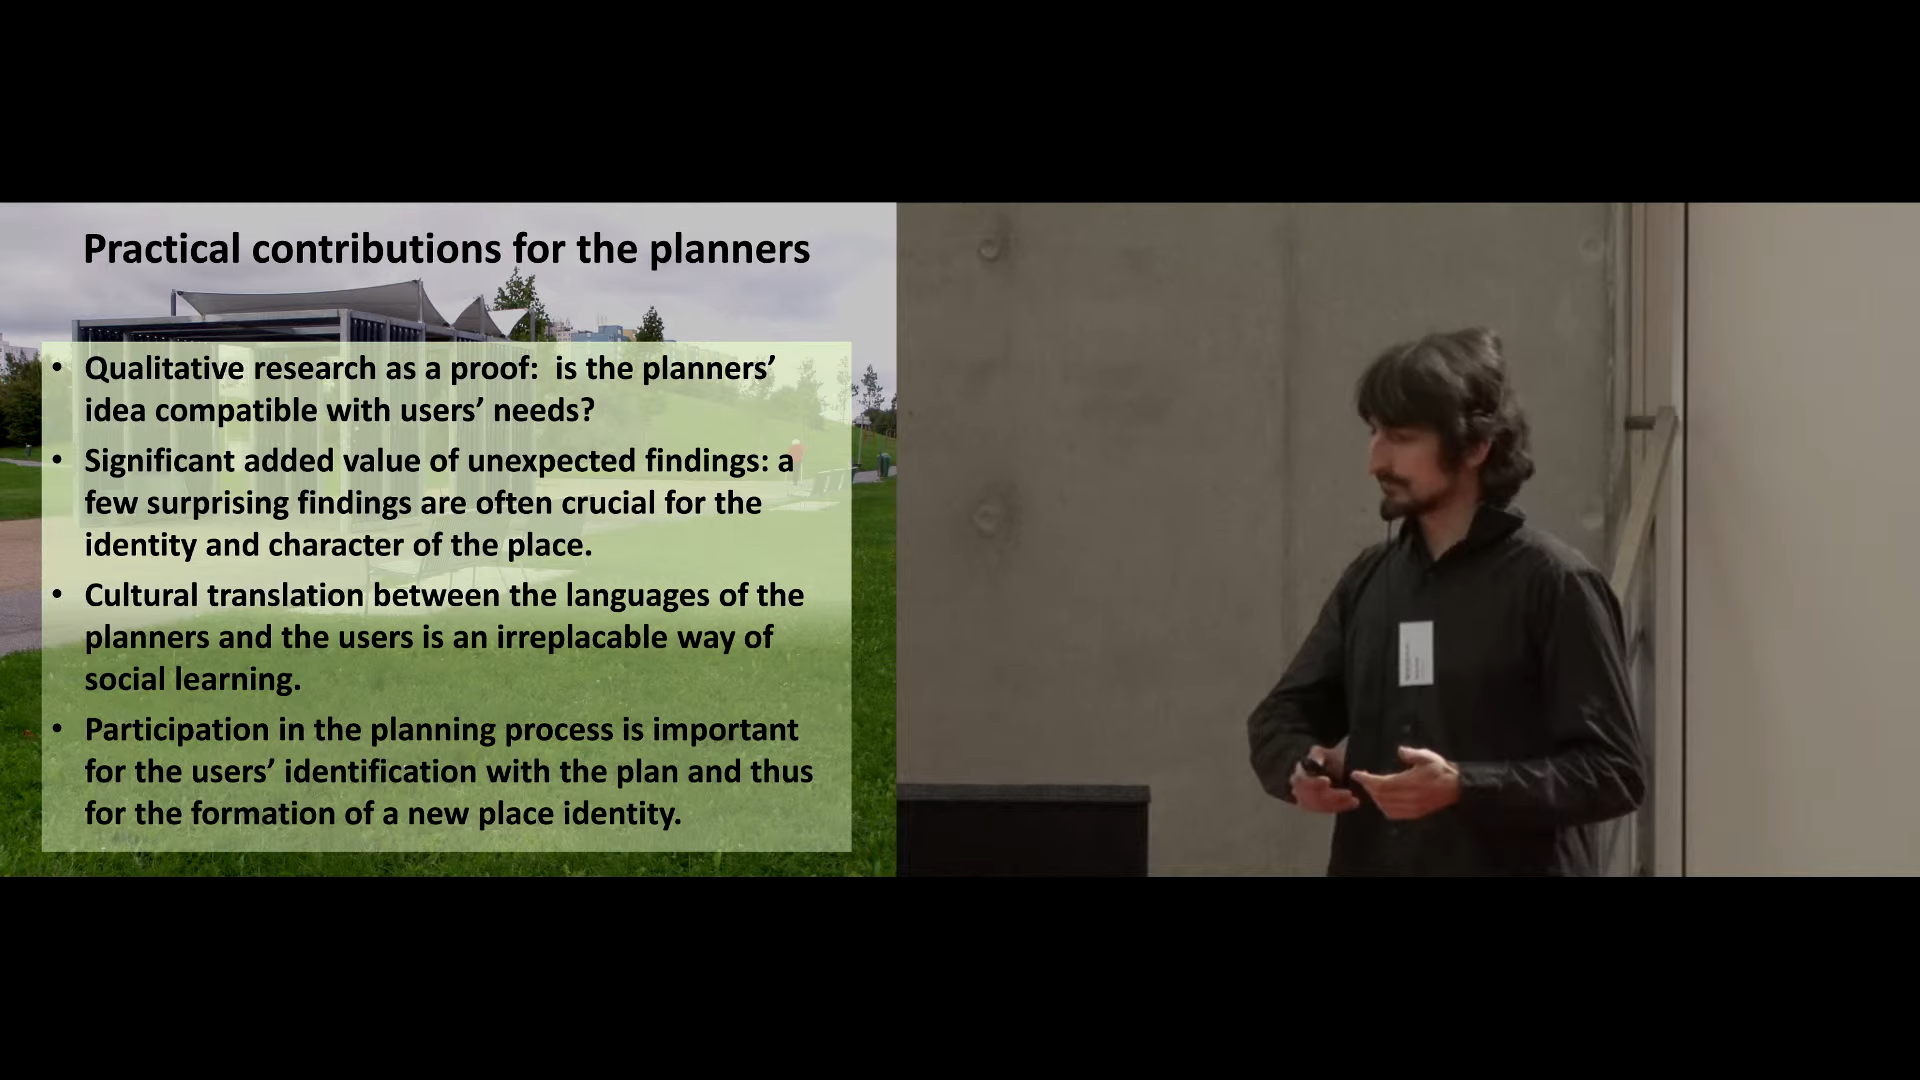 Practical contributions for the planners
• Qualitative research as a proof:  is the planners’
idea compatible with users’ needs?
• Significant added value of unexpected findings: a
few surprising findings are often crucial for the
identity and character of the place.
• Cultural translation between the languages of the
planners and the users is an irreplacable way of
social learning.
• Participation in the planning process is important
for the users’ identification with the plan and thus
for the formation of a new place identity.